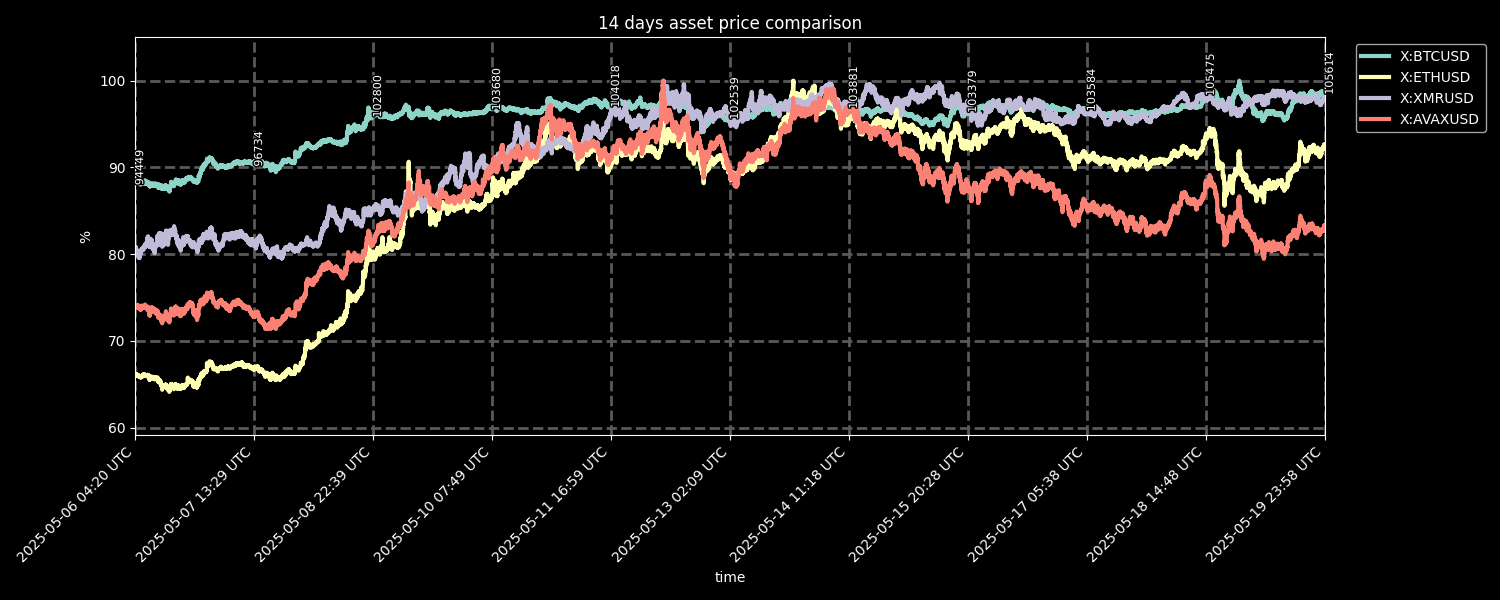 14 days asset price comparison
X:BTCUSD
X:ETHUSD
X:XMRUSD
X:AVAXUSD
%
100
90
80
70
60
94449
96734
102800
103680
104018
102539
103881
103379
103584
105475
105614
2025-05-06 04:20 UTC
2025-05-07 13:29 UTC
2025-05-08 22:39 UTC
2025-05-10 07:49 UTC
2025-05-11 16:59 UTC
2025-05-13 02:09 UTC
2025-05-14 11:18 UTC
2025-05-15 20:28 UTC
2025-05-17 05:38 UTC
2025-05-18 14:48 UTC
2025-05-19 23:58 UTC
time